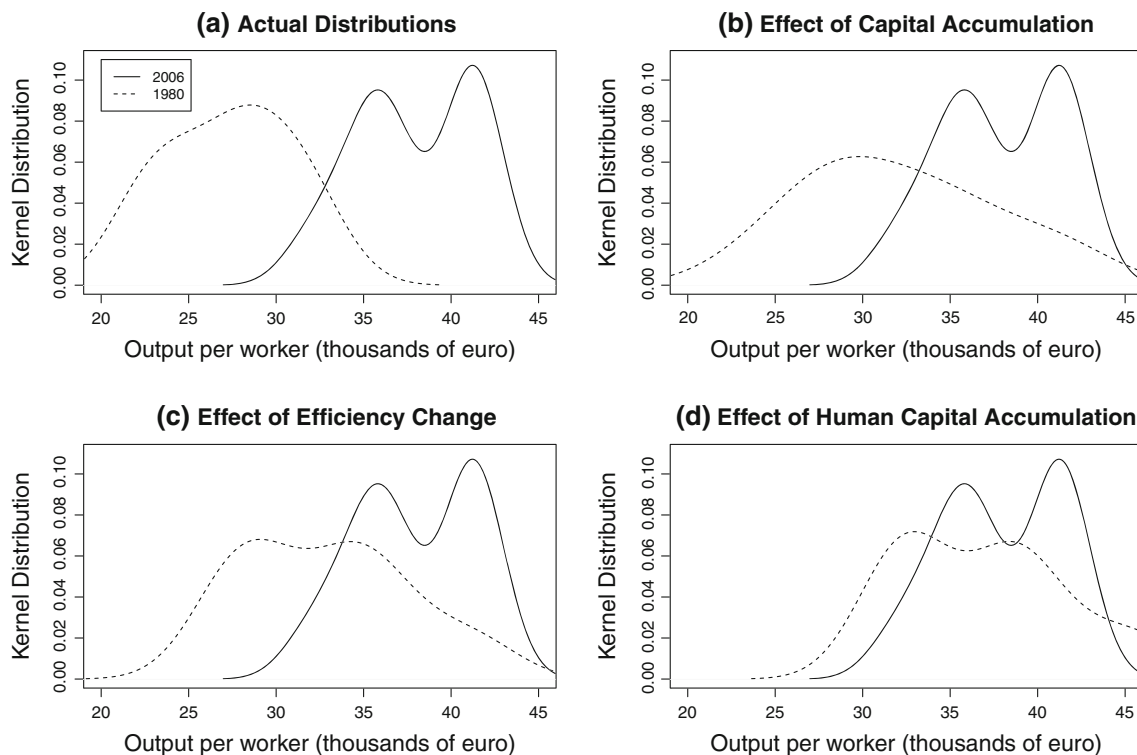 (a) Actual Distributions
2006
1980
Kernel Distribution
0.00 0.02 0.04 0.06 0.08 0.10
20 25 30 35 40 45
Output per worker (thousands of euro)
(b) Effect of Capital Accumulation
Kernel Distribution
0.00 0.02 0.04 0.06 0.08 0.10
20 25 30 35 40 45
Output per worker (thousands of euro)
(c) Effect of Efficiency Change
Kernel Distribution
0.00 0.02 0.04 0.06 0.08 0.10
20 25 30 35 40 45
Output per worker (thousands of euro)
(d) Effect of Human Capital Accumulation
Kernel Distribution
0.00 0.02 0.04 0.06 0.08 0.10
20 25 30 35 40 45
Output per worker (thousands of euro)